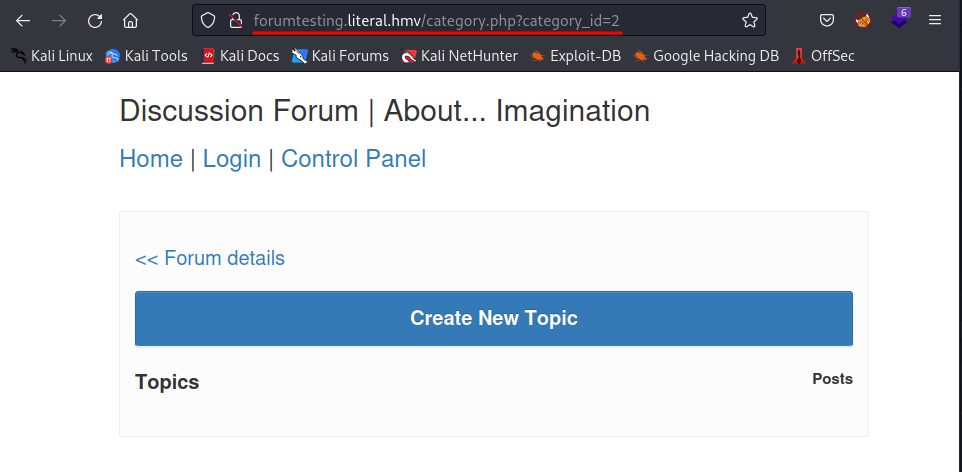 forumtesting.literal.hmv/category.php?category_id=2
6
Kali Linux Kali Tools Kali Docs Kali Forums Kali NetHunter Exploit-DB Google Hacking DB OffSec
Discussion Forum | About... Imagination
Home | Login | Control Panel
<< Forum details
Create New Topic
Topics Posts